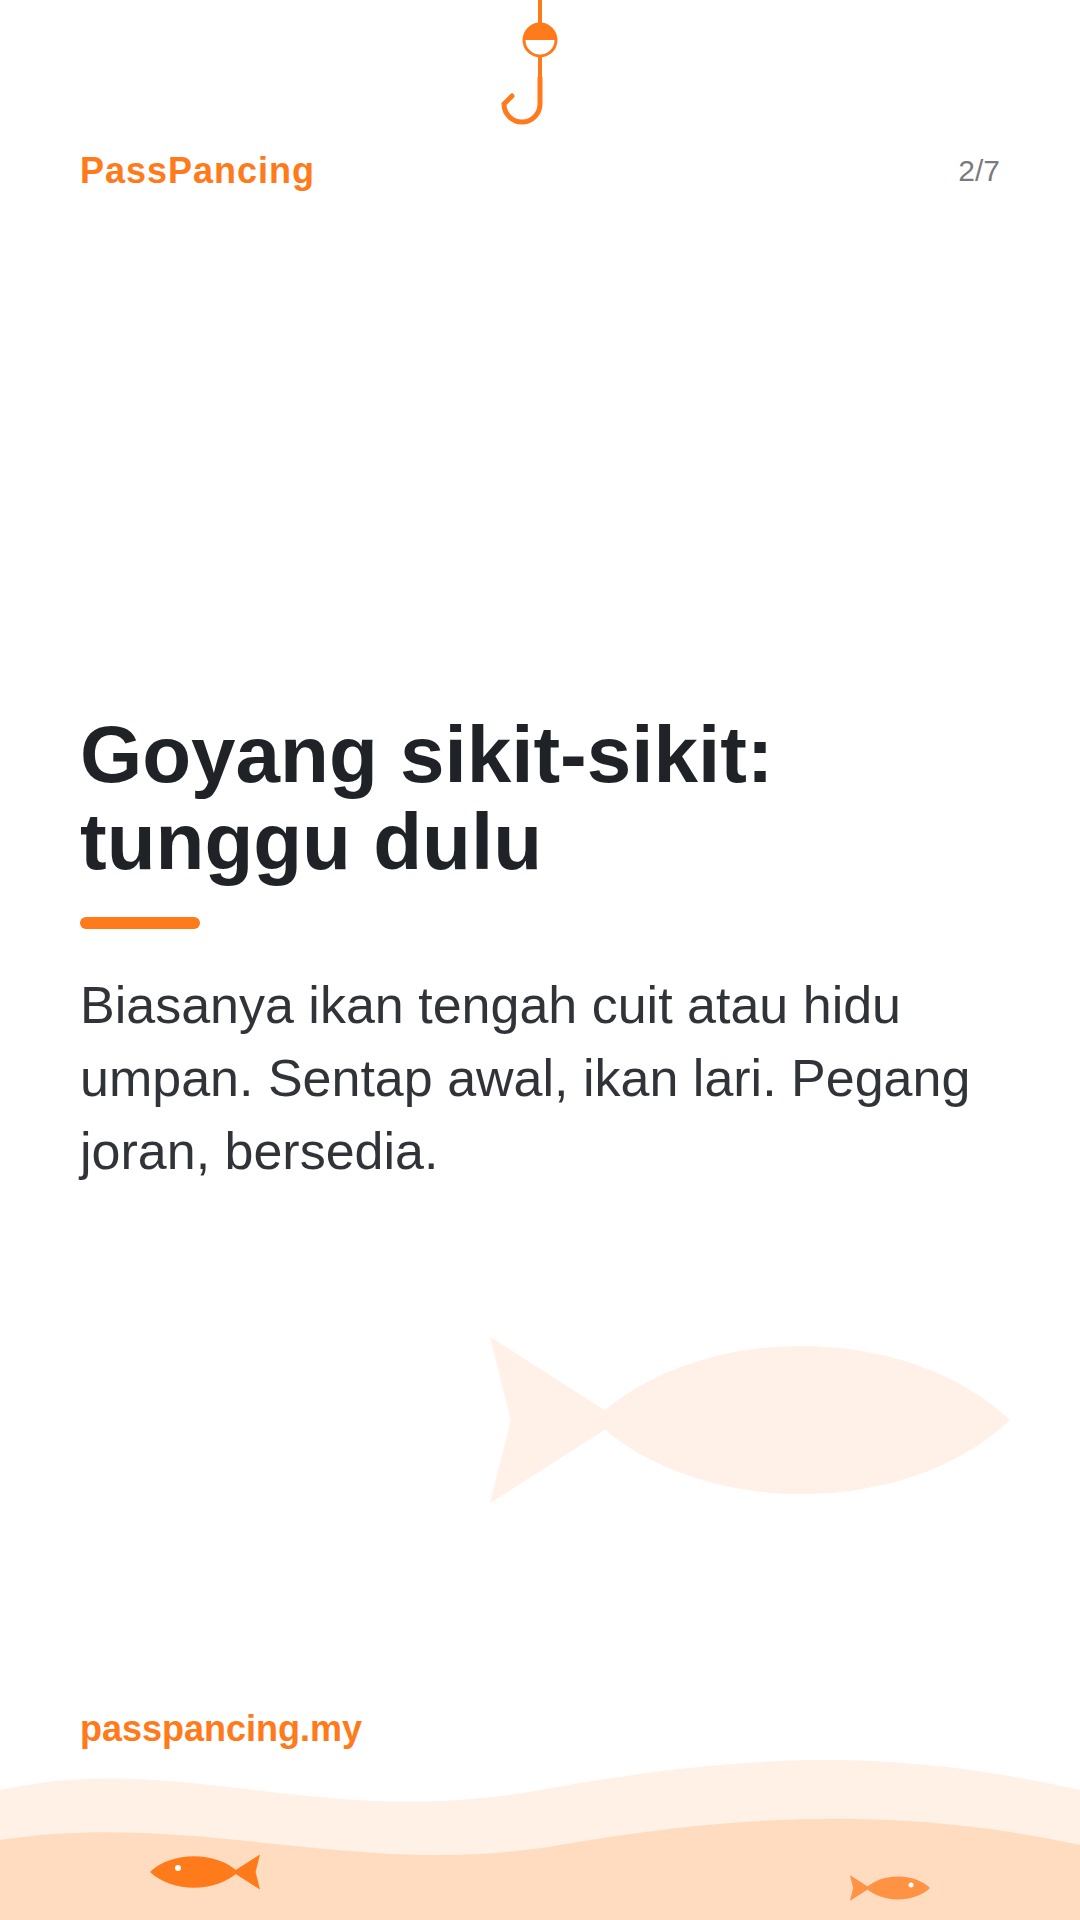 PassPancing
2/7
Goyang sikit-sikit:
tunggu dulu
Biasanya ikan tengah cuit atau hidu
umpan. Sentap awal, ikan lari. Pegang
joran, bersedia.
passpancing.my